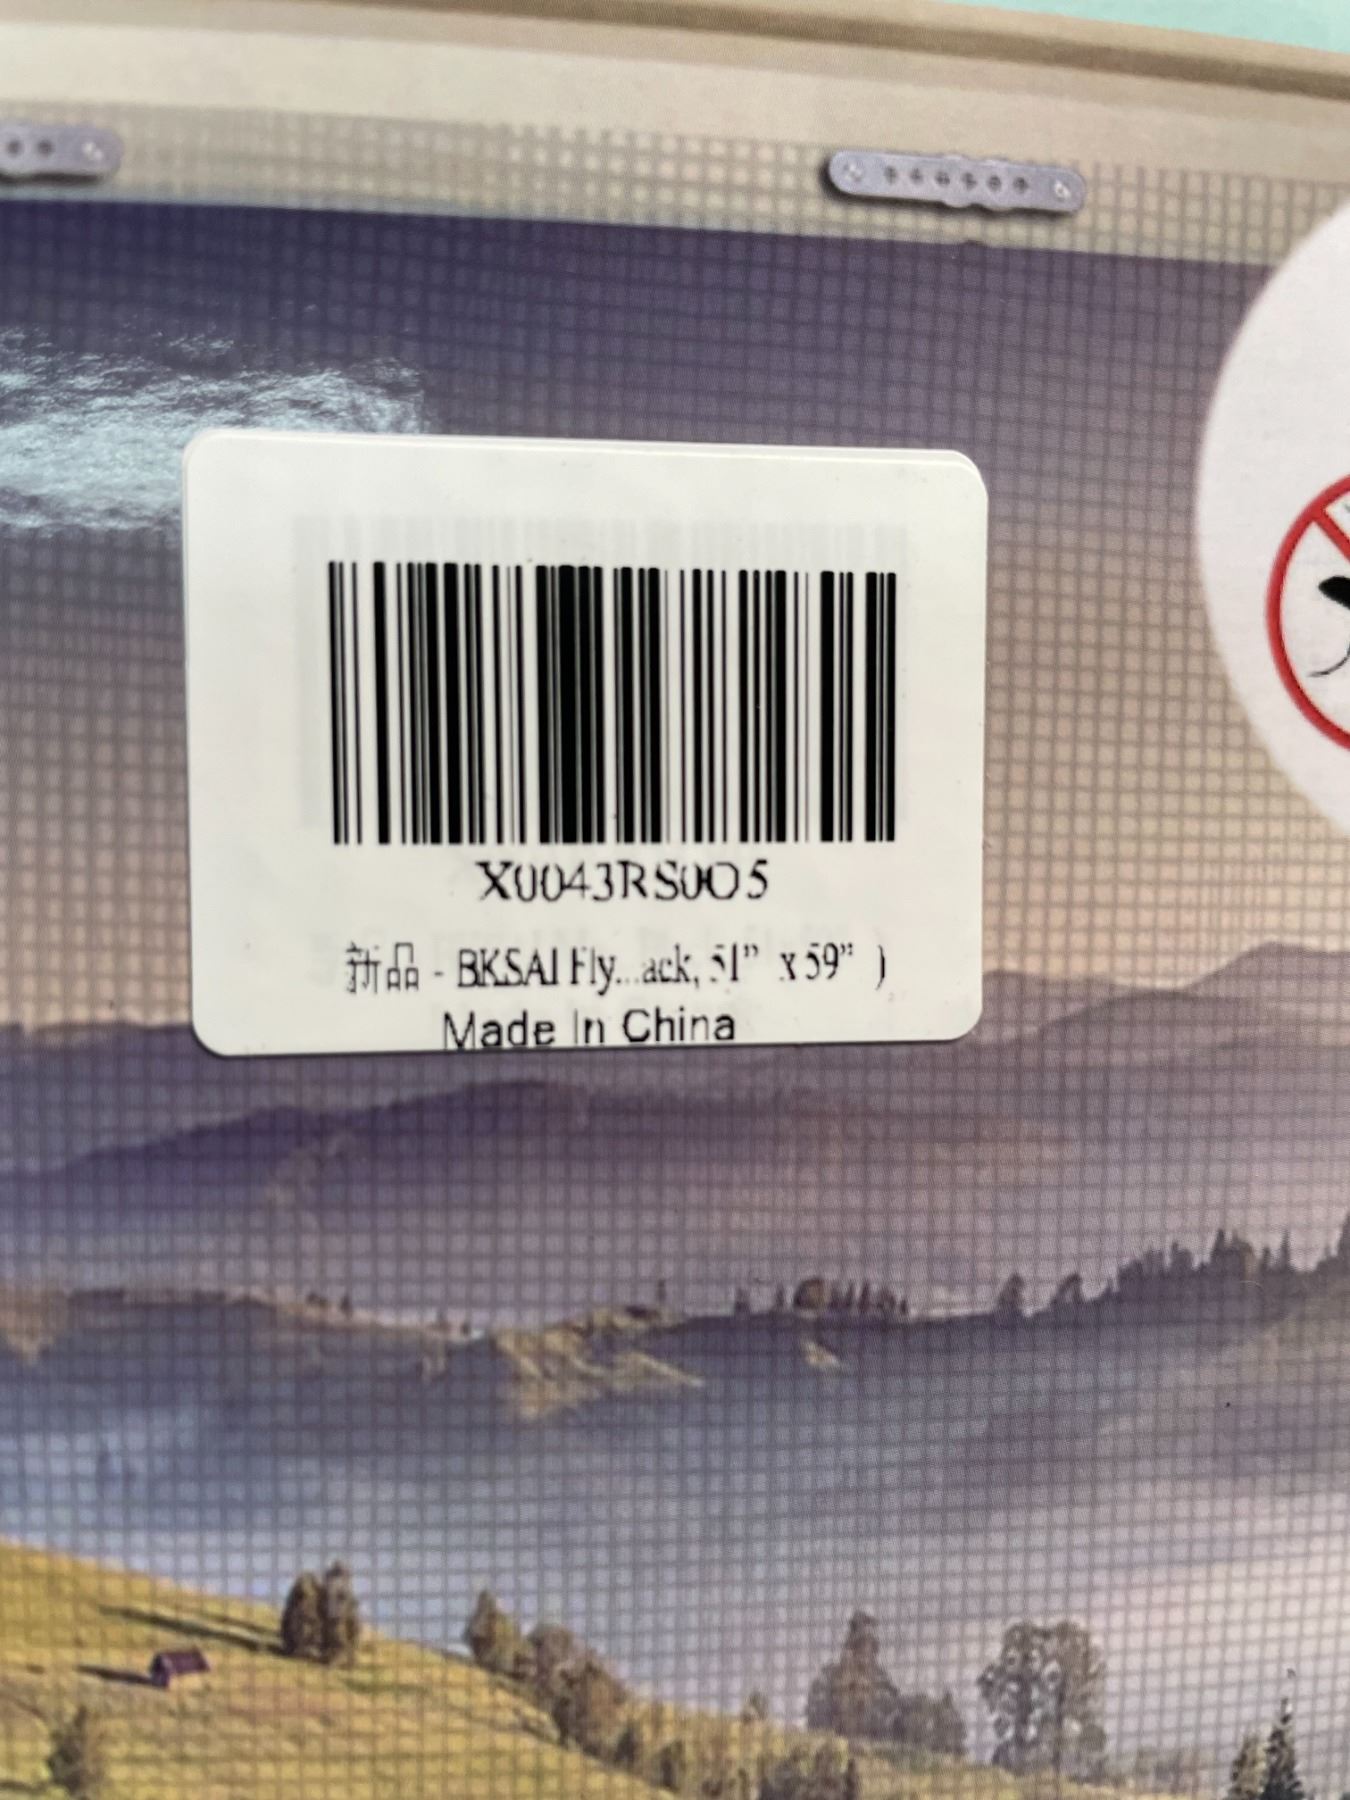 X0043RS0O5
新品 - BKSAI Fly...ack, 51” x 59” )
Made In China